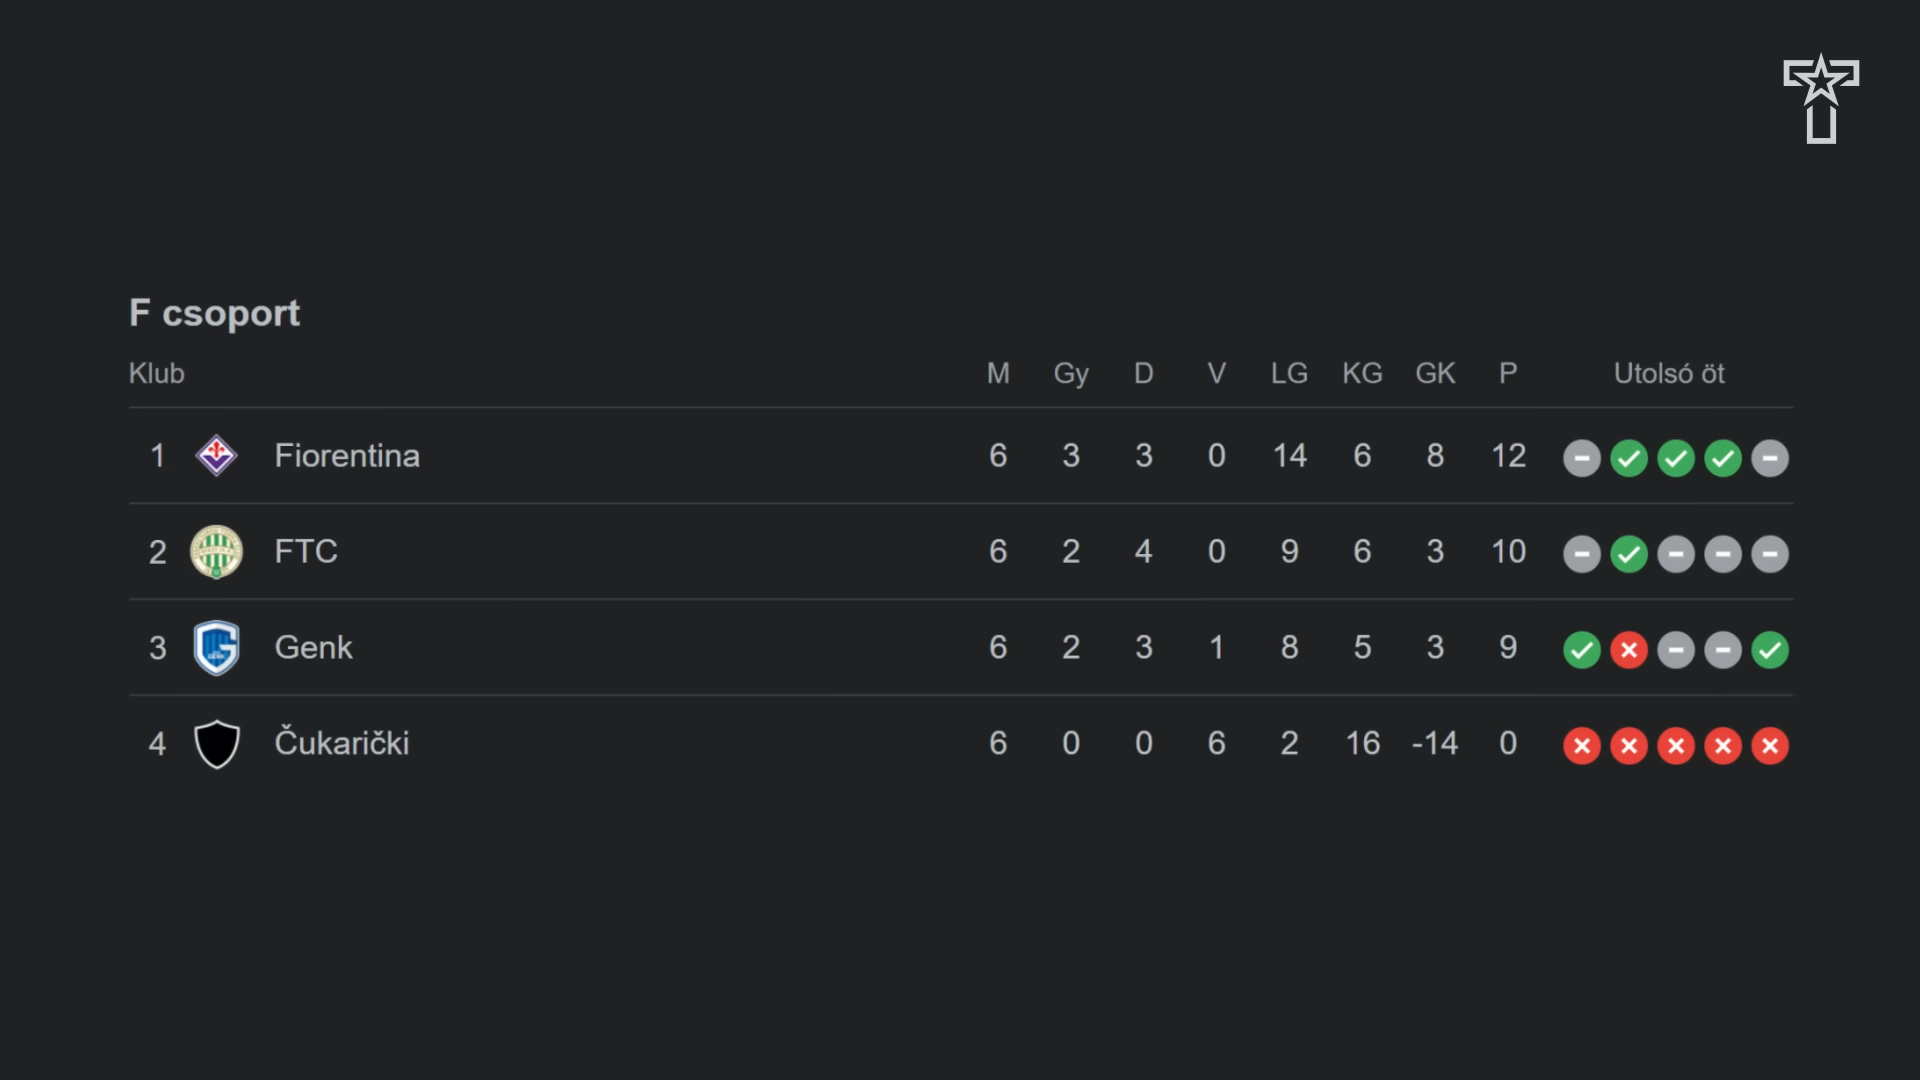 F csoport
Klub M Gy D V LG KG GK P Utolsó öt
1 Fiorentina 6 3 3 0 14 6 8 12
2 FTC 6 2 4 0 9 6 3 10
3 Genk 6 2 3 1 8 5 3 9
4 Čukarički 6 0 0 6 2 16 -14 0